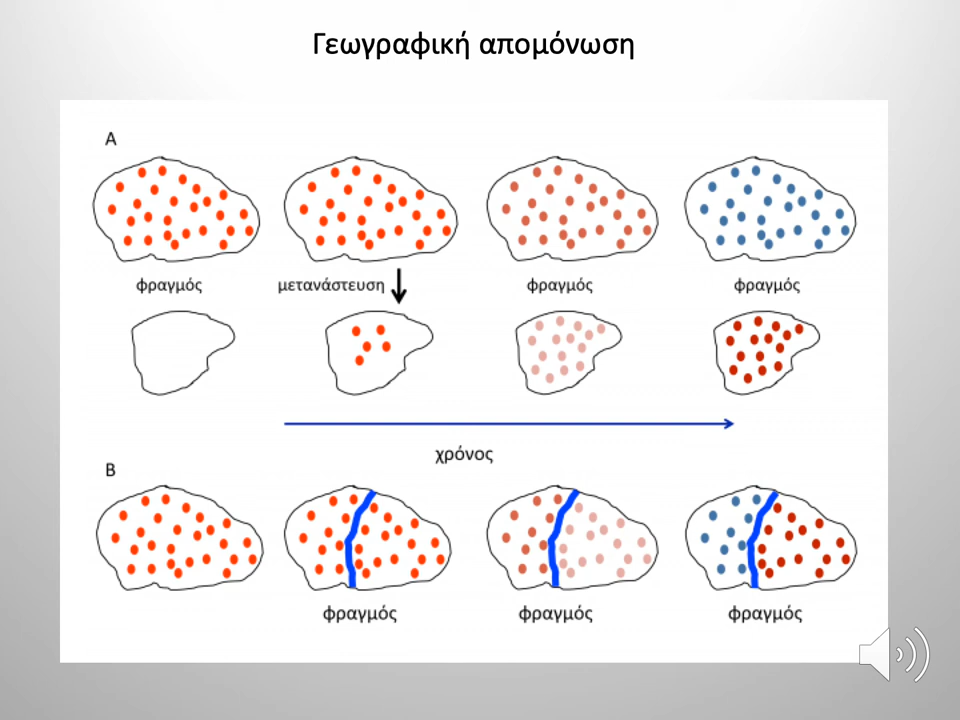 Γεωγραφική απομόνωση
A
φραγμός μετανάστευση φραγμός φραγμός
χρόνος
B
φραγμός φραγμός φραγμός